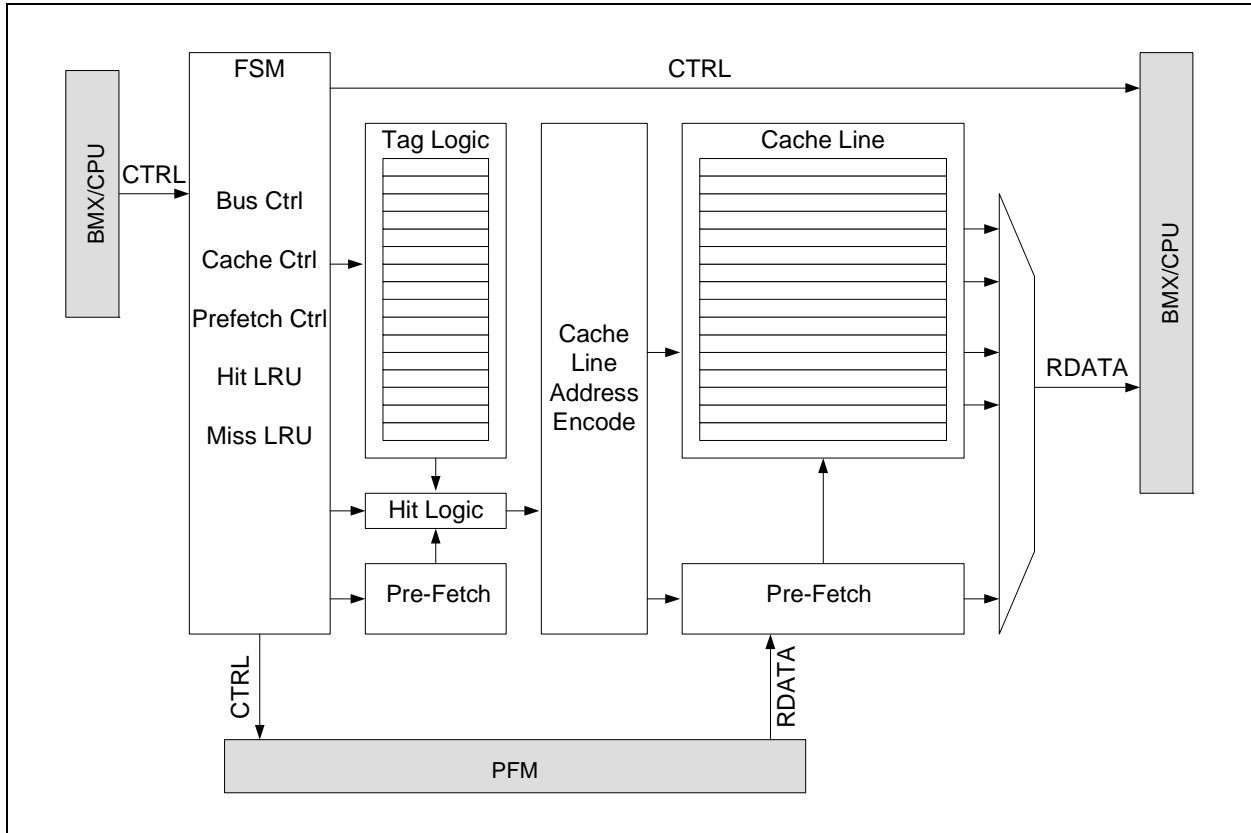 FSM
CTRL
BMX/CPU
CTRL
Bus Ctrl
Cache Ctrl
Prefetch Ctrl
Hit LRU
Miss LRU
Tag Logic
Hit Logic
Pre-Fetch
Cache
Line
Address
Encode
Cache Line
Pre-Fetch
RDATA
BMX/CPU
CTRL
RDATA
PFM